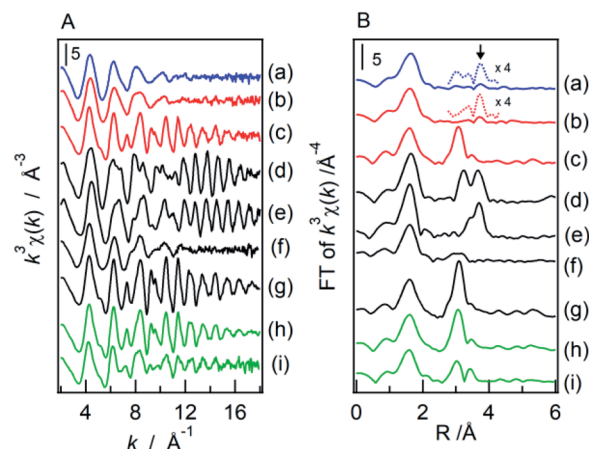 A
5
(a)
(b)
(c)
(d)
(e)
(f)
(g)
(h)
(i)
k³χ(k) / Å⁻³
4 8 12 16
k / Å⁻¹
B
5
x 4
(a)
x 4
(b)
(c)
(d)
(e)
(f)
(g)
(h)
(i)
FT of k³χ(k) /Å⁻⁴
0 2 4 6
R /Å